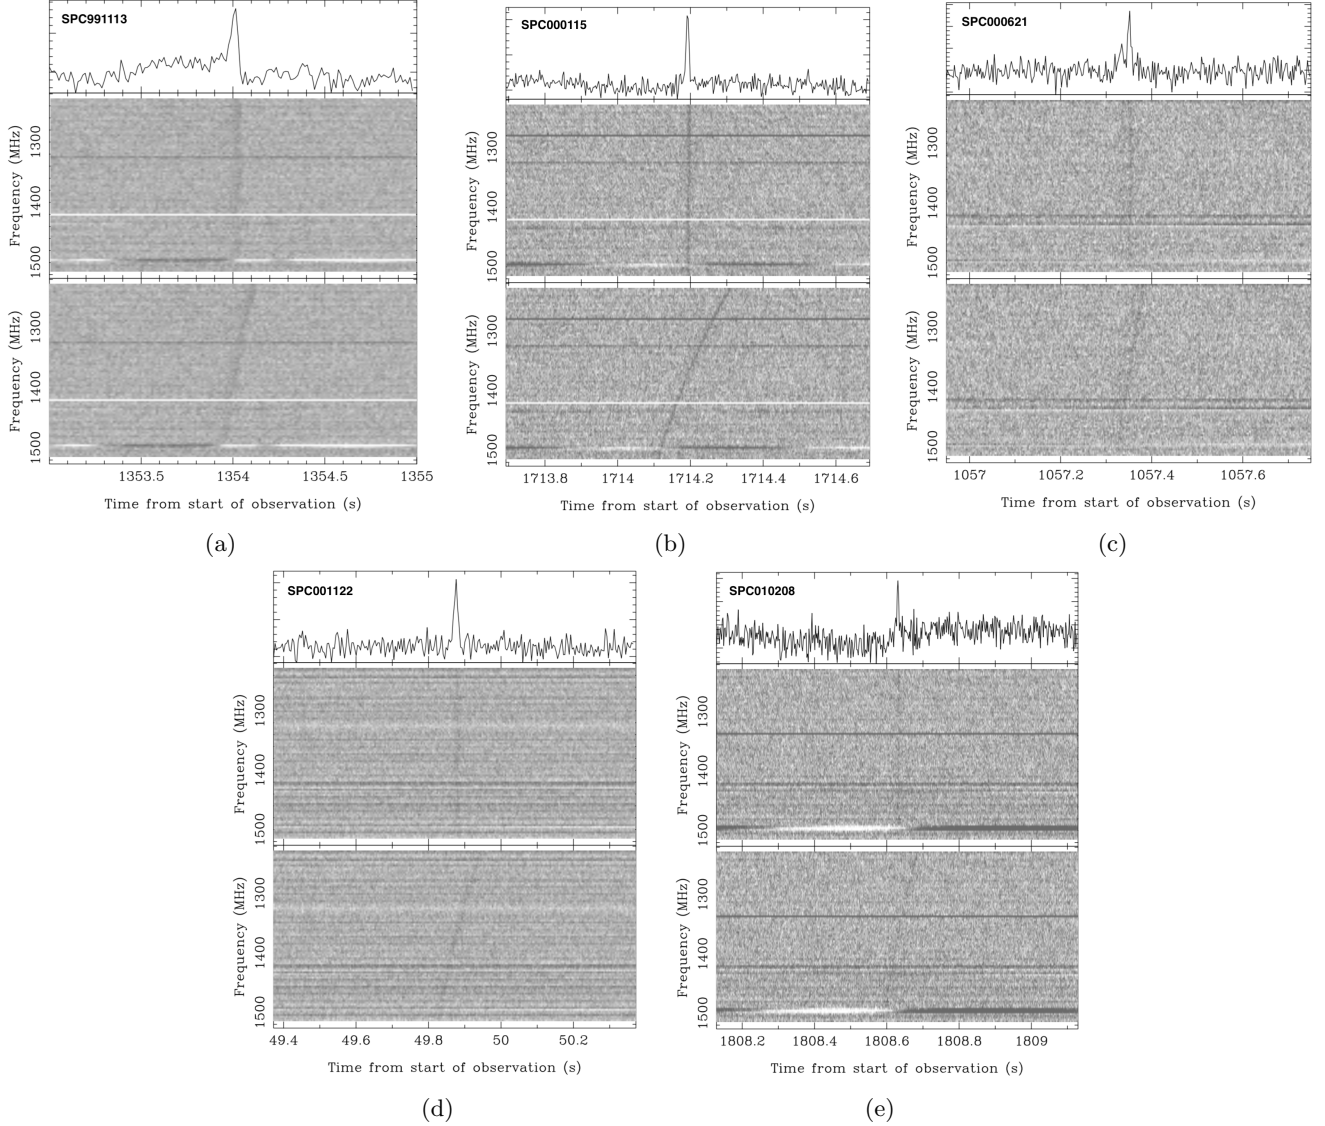 SPC991113
Frequency (MHz)
1300
1400
1500
Frequency (MHz)
1300
1400
1500
1353.5 1354 1354.5 1355
Time from start of observation (s)
(a)
SPC000115
Frequency (MHz)
1300
1400
1500
Frequency (MHz)
1300
1400
1500
1713.8 1714 1714.2 1714.4 1714.6
Time from start of observation (s)
(b)
SPC000621
Frequency (MHz)
1300
1400
1500
Frequency (MHz)
1300
1400
1500
1057 1057.2 1057.4 1057.6
Time from start of observation (s)
(c)
SPC001122
Frequency (MHz)
1300
1400
1500
Frequency (MHz)
1300
1400
1500
49.4 49.6 49.8 50 50.2
Time from start of observation (s)
(d)
SPC010208
Frequency (MHz)
1300
1400
1500
Frequency (MHz)
1300
1400
1500
1808.2 1808.4 1808.6 1808.8 1809
Time from start of observation (s)
(e)